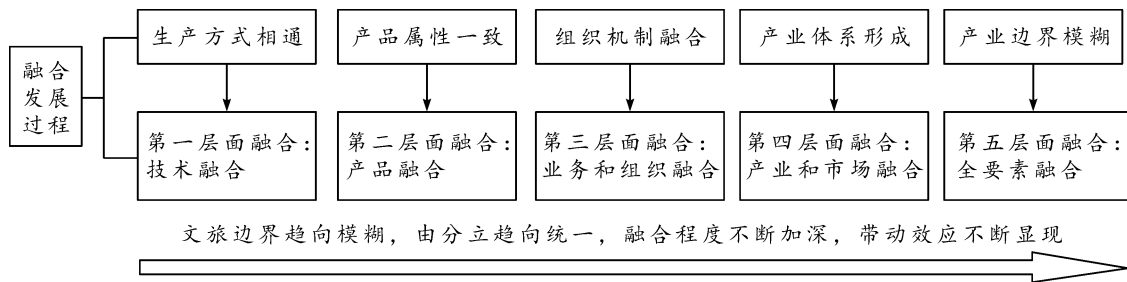 融合
发展
过程
生产方式相通
产品属性一致
组织机制融合
产业体系形成
产业边界模糊
第一层面融合：
技术融合
第二层面融合：
产品融合
第三层面融合：
业务和组织融合
第四层面融合：
产业和市场融合
第五层面融合：
全要素融合
文旅边界趋向模糊，由分立趋向统一，融合程度不断加深，带动效应不断显现